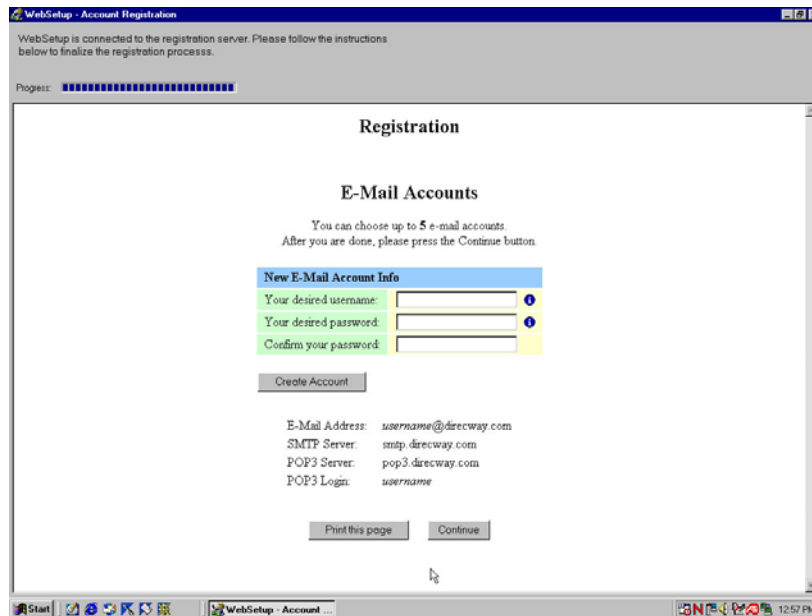 WebSetup - Account Registration
WebSetup is connected to the registration server. Please follow the instructions
below to finalize the registration processs.
Progress:
Registration
E-Mail Accounts
You can choose up to 5 e-mail accounts.
After you are done, please press the Continue button.
New E-Mail Account Info
Your desired username:
Your desired password:
Confirm your password:
Create Account
E-Mail Address: username@direcway.com
SMTP Server: smtp.direcway.com
POP3 Server: pop3.direcway.com
POP3 Login: username
Print this page Continue
Start WebSetup - Account ... 12:57 PM